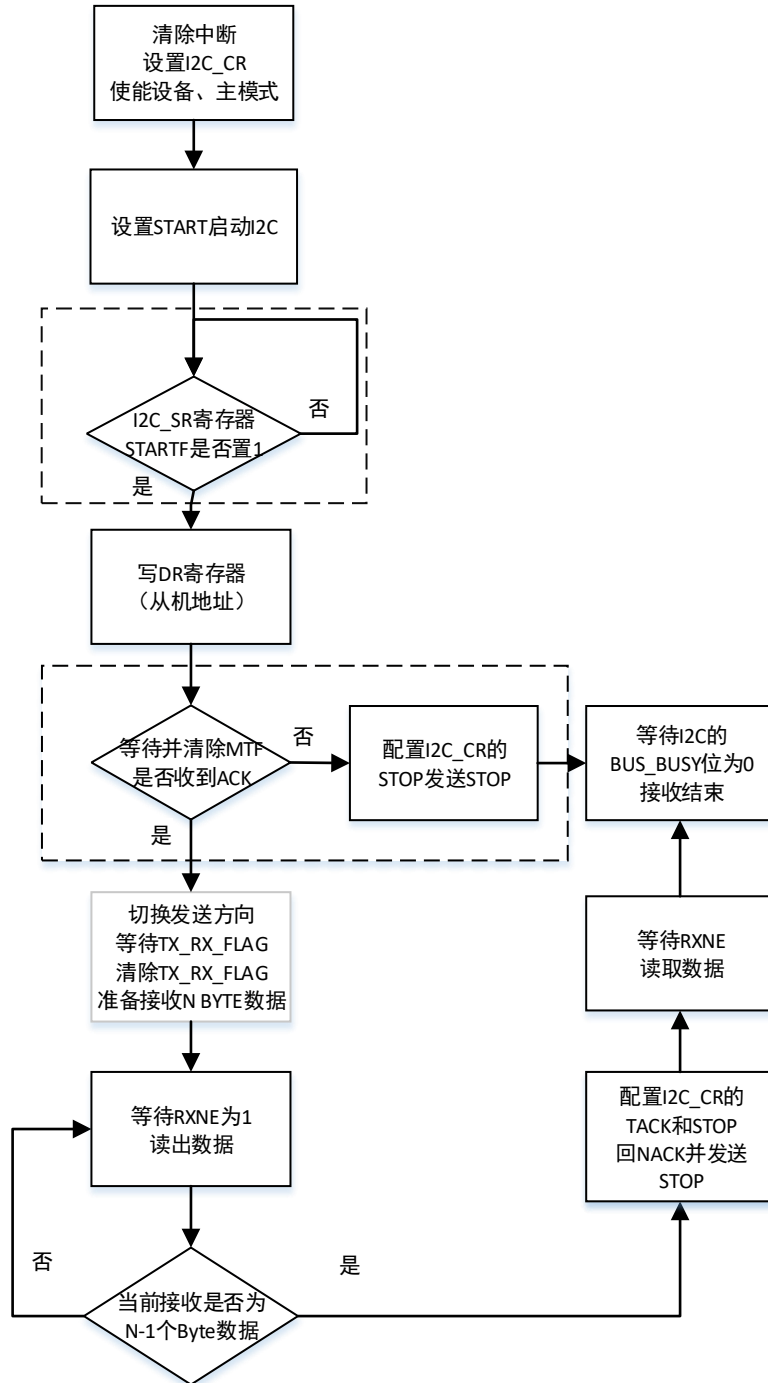 清除中断
设置I2C_CR
使能设备、主模式
设置START启动I2C
I2C_SR寄存器
STARTF是否置1
否
是
写DR寄存器
（从机地址）
等待并清除MTF
是否收到ACK
否
是
配置I2C_CR的
STOP发送STOP
等待I2C的
BUS_BUSY位为0
接收结束
切换发送方向
等待TX_RX_FLAG
清除TX_RX_FLAG
准备接收N BYTE数据
等待RXNE
读取数据
等待RXNE为1
读出数据
配置I2C_CR的
TACK和STOP
回NACK并发送
STOP
否
是
当前接收是否为
N-1个Byte数据